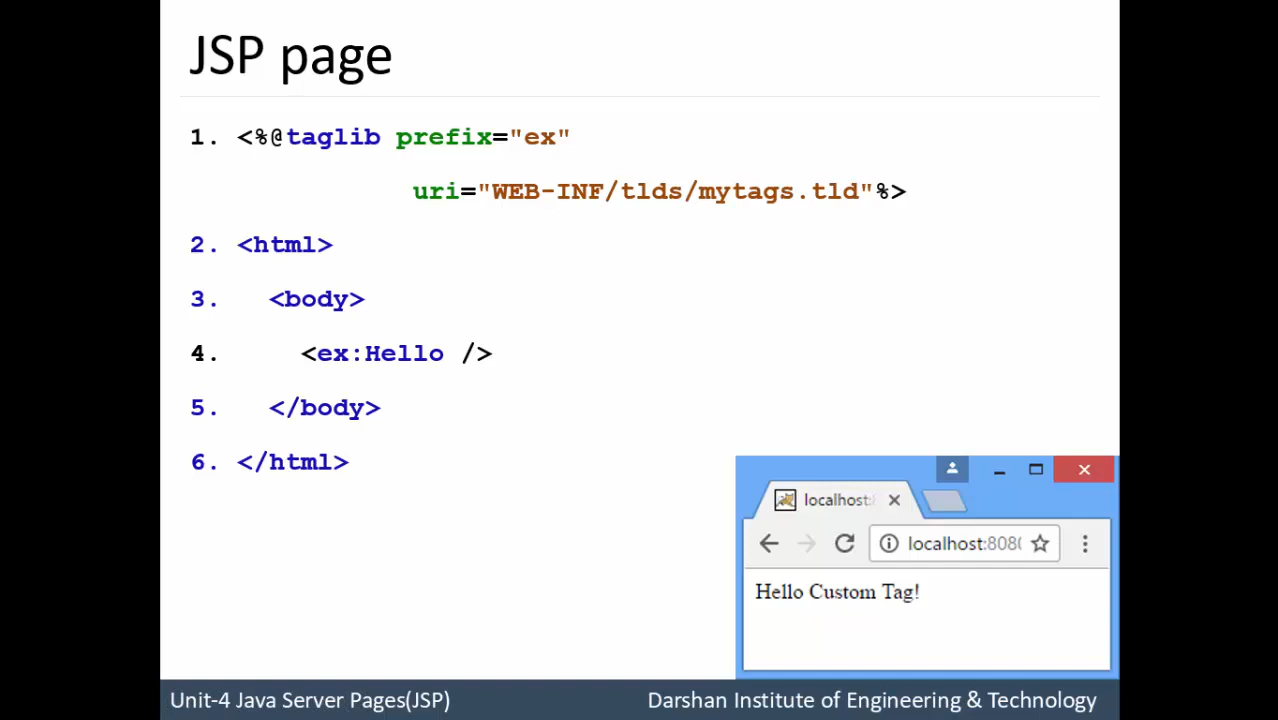 JSP page
1. <%@taglib prefix="ex"
uri="WEB-INF/tlds/mytags.tld"%>
2. <html>
3. <body>
4. <ex:Hello />
5. </body>
6. </html>
localhost:
localhost:8080
Hello Custom Tag!
Unit-4 Java Server Pages(JSP)
Darshan Institute of Engineering & Technology